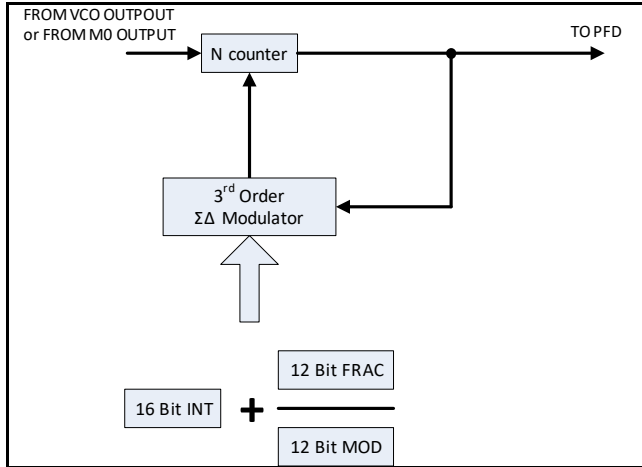 FROM VCO OUTPOUT
or FROM M0 OUTPUT
TO PFD
N counter
3rd Order
ΣΔ Modulator
12 Bit FRAC
16 Bit INT
+
12 Bit MOD